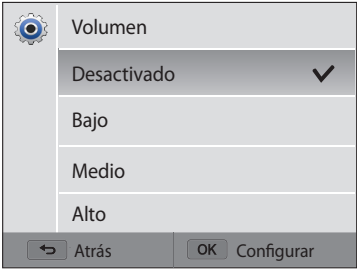 Volumen
Desactivado
Bajo
Medio
Alto
Atrás OK Configurar